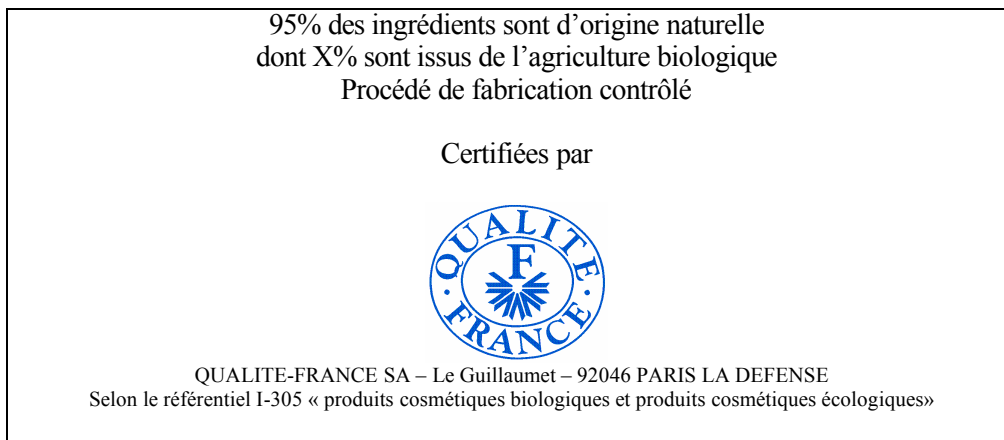 95% des ingrédients sont d’origine naturelle
dont X% sont issus de l’agriculture biologique
Procédé de fabrication contrôlé
Certifiées par
QUALITE
F
FRANCE
QUALITE-FRANCE SA – Le Guillaumet – 92046 PARIS LA DEFENSE
Selon le référentiel I-305 « produits cosmétiques biologiques et produits cosmétiques écologiques»